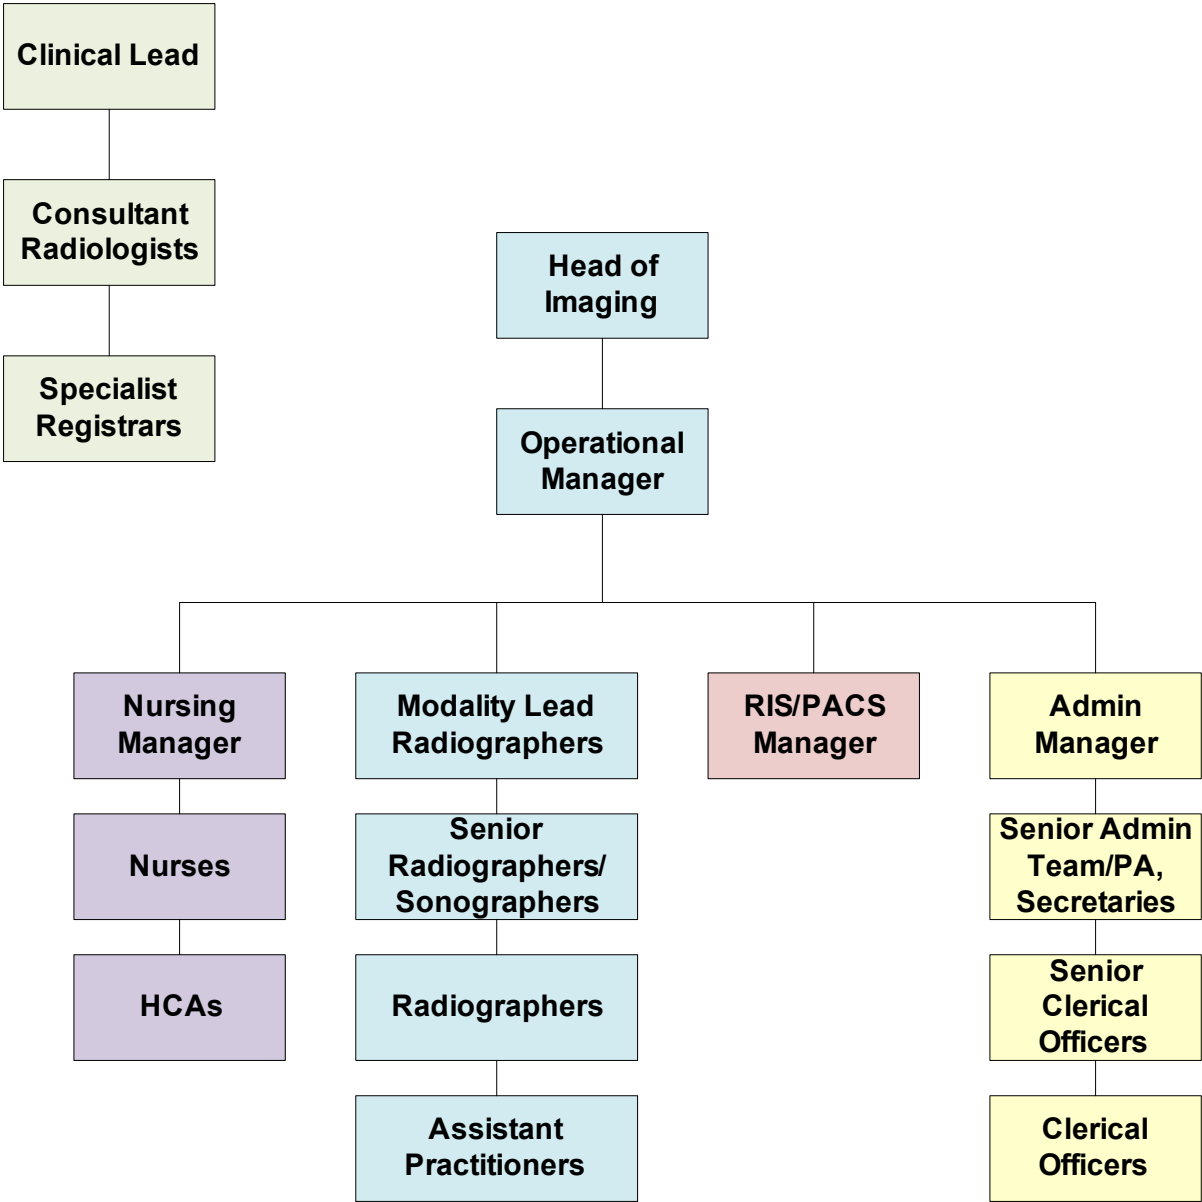 Clinical Lead
Consultant
Radiologists
Specialist
Registrars
Head of
Imaging
Operational
Manager
Nursing
Manager
Nurses
HCAs
Modality Lead
Radiographers
Senior
Radiographers/
Sonographers
Radiographers
Assistant
Practitioners
RIS/PACS
Manager
Admin
Manager
Senior Admin
Team/PA,
Secretaries
Senior
Clerical
Officers
Clerical
Officers